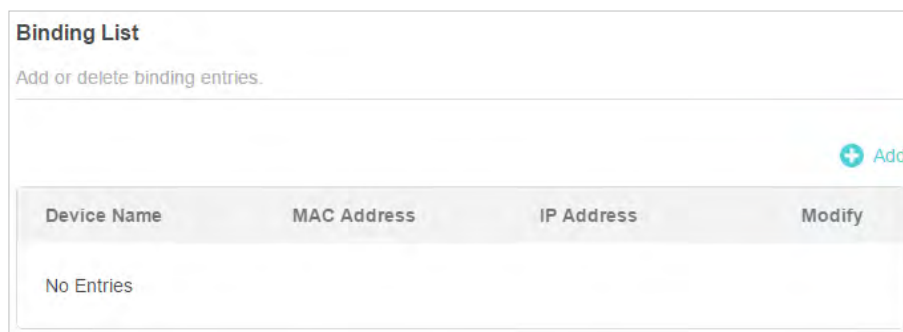 Binding List
Add or delete binding entries.
Add
Device Name MAC Address IP Address Modify
No Entries